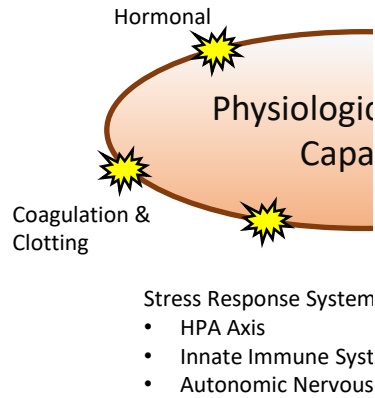 Hormonal
Physiologic
Capa
Coagulation &
Clotting
Stress Response System
• HPA Axis
• Innate Immune Syst
• Autonomic Nervous